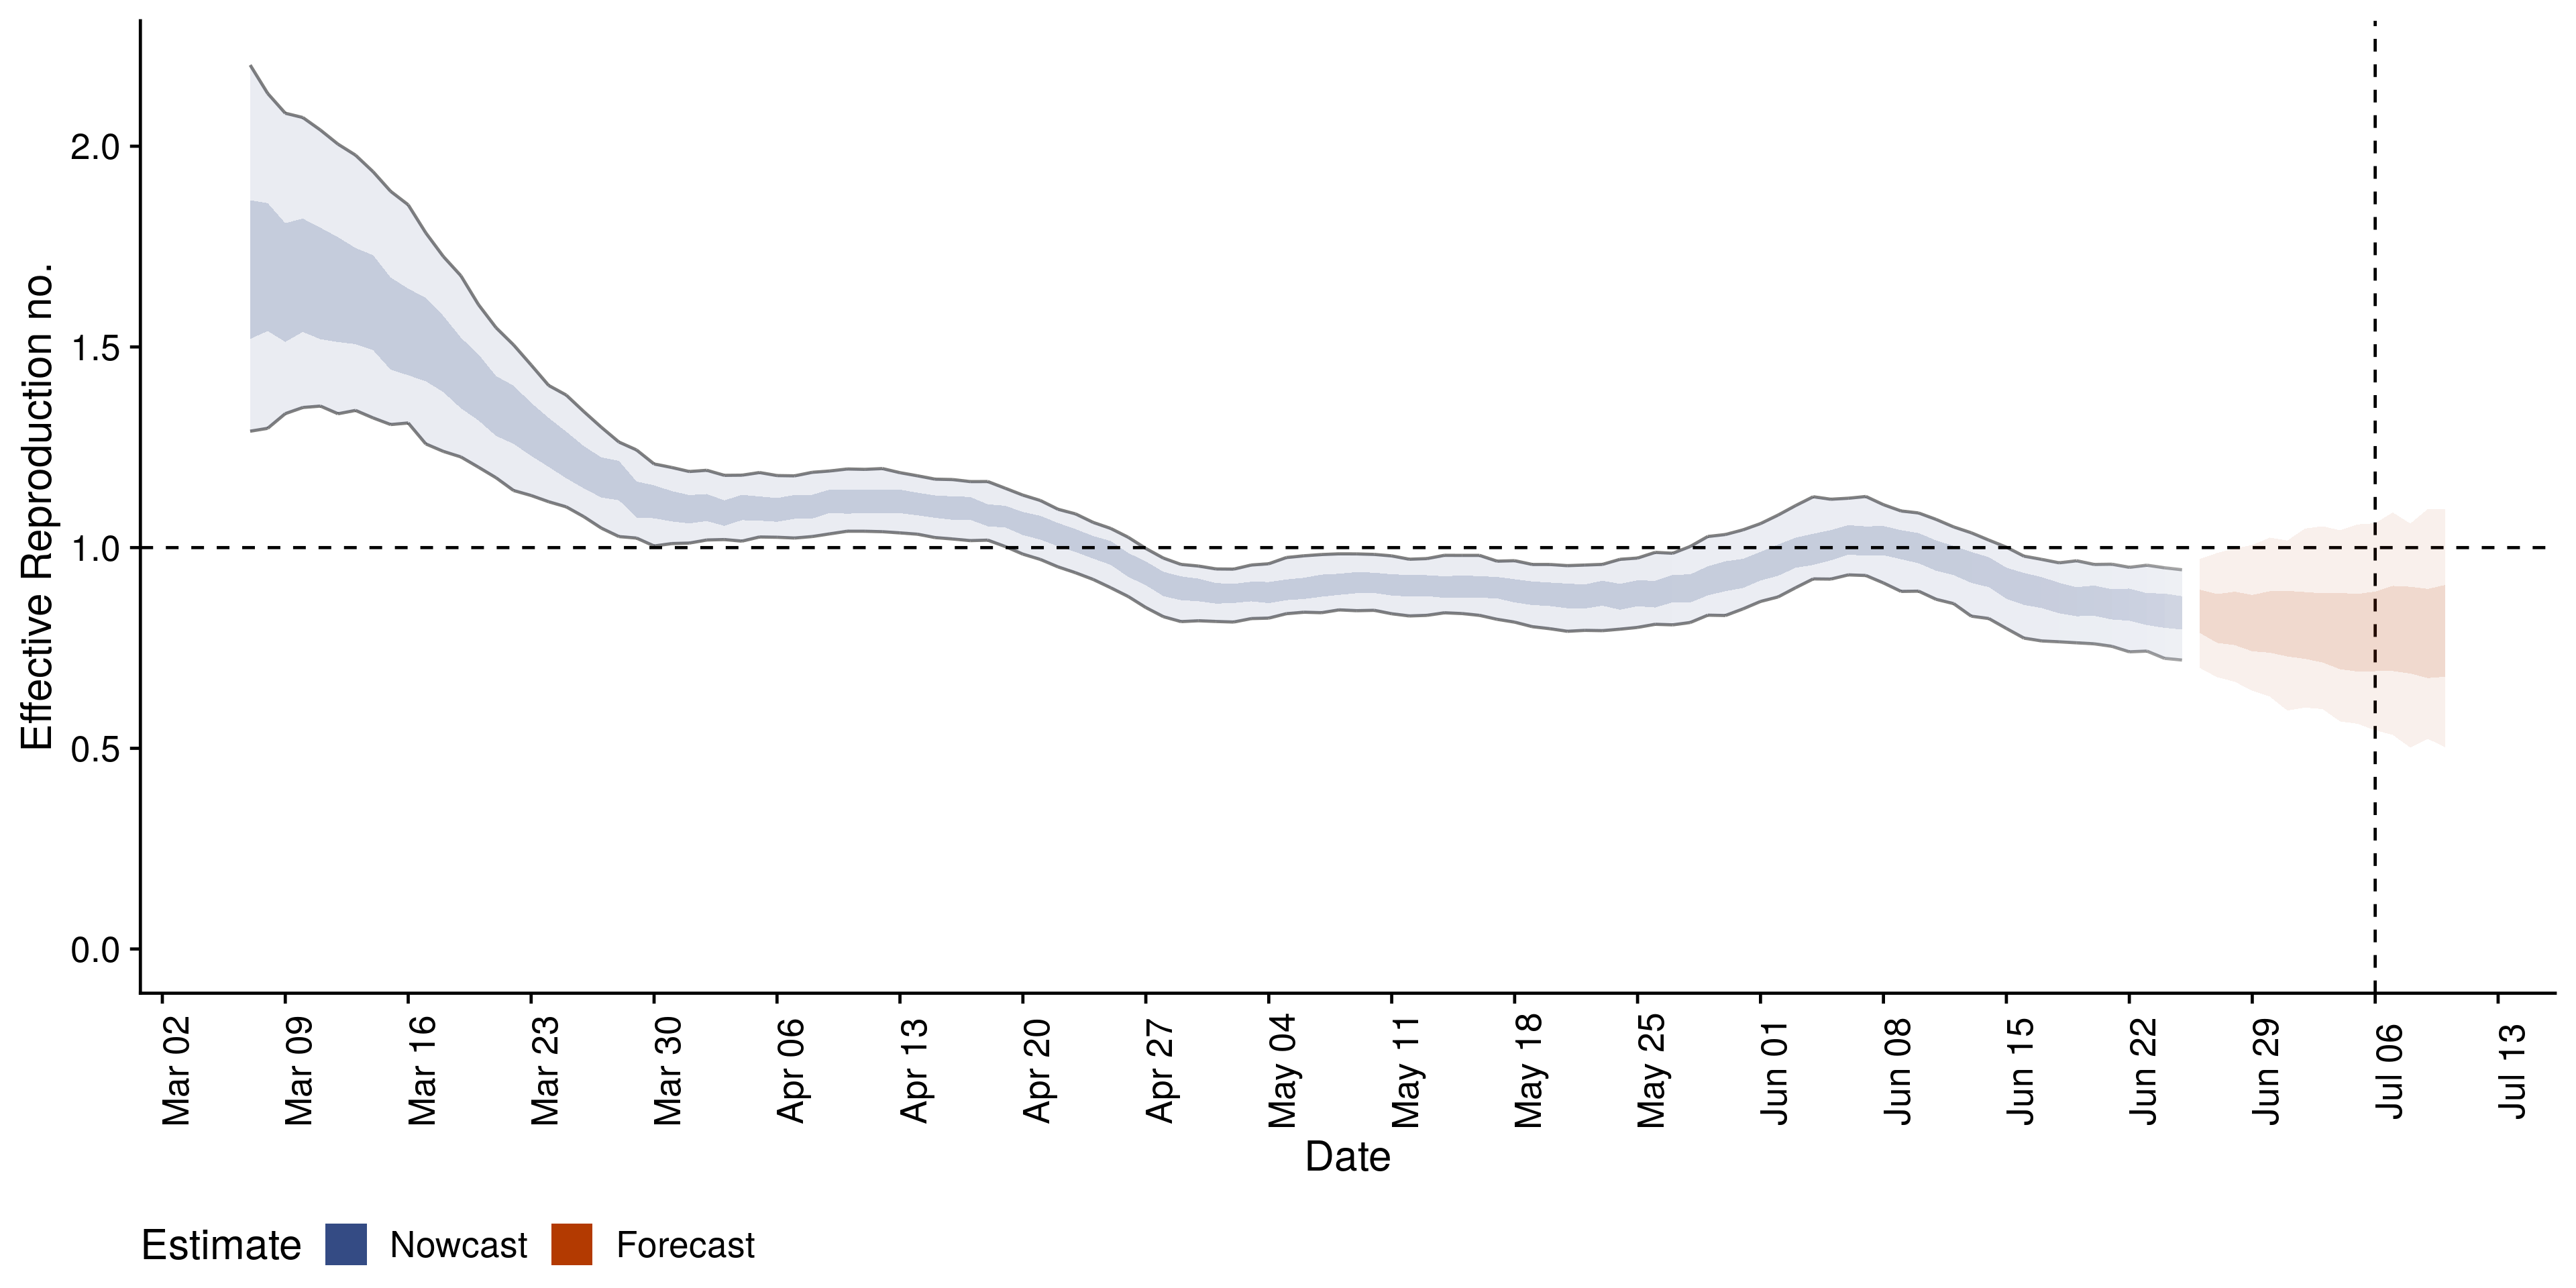 Effective Reproduction no.
2.0
1.5
1.0
0.5
0.0
Mar 02
Mar 09
Mar 16
Mar 23
Mar 30
Apr 06
Apr 13
Apr 20
Apr 27
May 04
May 11
May 18
May 25
Jun 01
Jun 08
Jun 15
Jun 22
Jun 29
Jul 06
Jul 13
Date
Estimate Nowcast Forecast